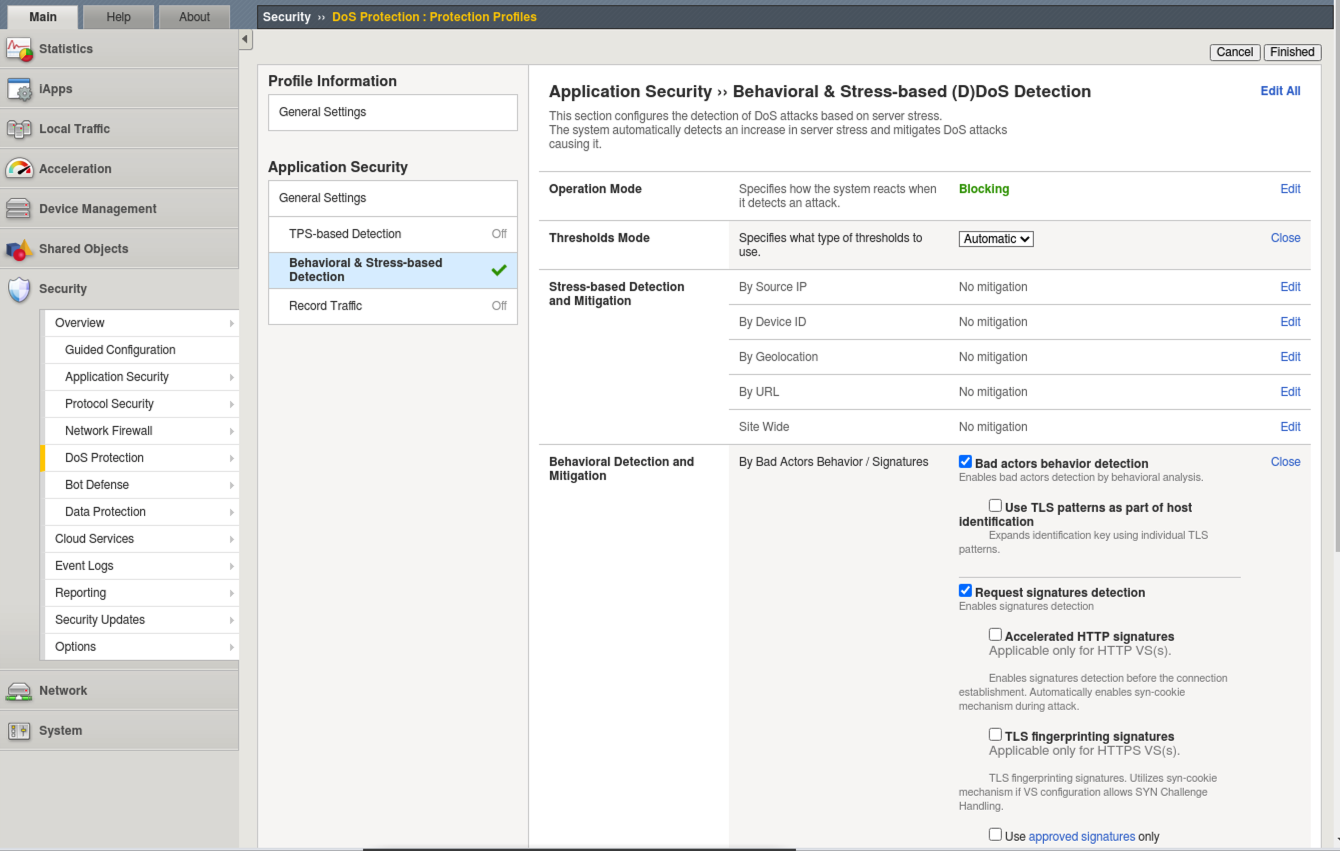 Main
Help
About
Security ›› DoS Protection : Protection Profiles
Statistics
iApps
Local Traffic
Acceleration
Device Management
Shared Objects
Security
Overview
Guided Configuration
Application Security
Protocol Security
Network Firewall
DoS Protection
Bot Defense
Data Protection
Cloud Services
Event Logs
Reporting
Security Updates
Options
Network
System
Cancel
Finished
Profile Information
General Settings
Application Security
General Settings
TPS-based Detection
Off
Behavioral & Stress-based
Detection
Record Traffic
Off
Application Security ›› Behavioral & Stress-based (D)DoS Detection
Edit All
This section configures the detection of DoS attacks based on server stress.
The system automatically detects an increase in server stress and mitigates DoS attacks
causing it.
Operation Mode
Specifies how the system reacts when
it detects an attack.
Blocking
Edit
Thresholds Mode
Specifies what type of thresholds to
use.
Automatic
Close
Stress-based Detection
and Mitigation
By Source IP
No mitigation
Edit
By Device ID
No mitigation
Edit
By Geolocation
No mitigation
Edit
By URL
No mitigation
Edit
Site Wide
No mitigation
Edit
Behavioral Detection and
Mitigation
By Bad Actors Behavior / Signatures
Bad actors behavior detection
Close
Enables bad actors detection by behavioral analysis.
Use TLS patterns as part of host
identification
Expands identification key using individual TLS
patterns.
Request signatures detection
Enables signatures detection
Accelerated HTTP signatures
Applicable only for HTTP VS(s).
Enables signatures detection before the connection
establishment. Automatically enables syn-cookie
mechanism during attack.
TLS fingerprinting signatures
Applicable only for HTTPS VS(s).
TLS fingerprinting signatures. Utilizes syn-cookie
mechanism if VS configuration allows SYN Challenge
Handling.
Use approved signatures only